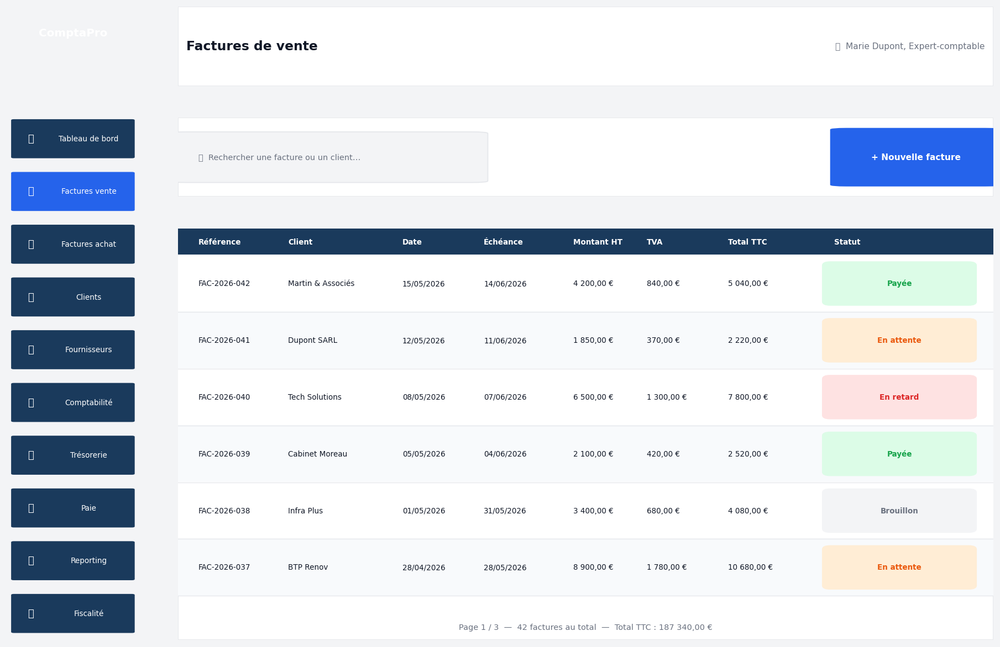 ComptaPro
Factures de vente
Marie Dupont, Expert-comptable
Tableau de bord
Factures vente
Factures achat
Clients
Fournisseurs
Comptabilité
Trésorerie
Paie
Reporting
Fiscalité
Rechercher une facture ou un client...
+ Nouvelle facture
Référence Client Date Échéance Montant HT TVA Total TTC Statut
FAC-2026-042 Martin & Associés 15/05/2026 14/06/2026 4 200,00 € 840,00 € 5 040,00 € Payée
FAC-2026-041 Dupont SARL 12/05/2026 11/06/2026 1 850,00 € 370,00 € 2 220,00 € En attente
FAC-2026-040 Tech Solutions 08/05/2026 07/06/2026 6 500,00 € 1 300,00 € 7 800,00 € En retard
FAC-2026-039 Cabinet Moreau 05/05/2026 04/06/2026 2 100,00 € 420,00 € 2 520,00 € Payée
FAC-2026-038 Infra Plus 01/05/2026 31/05/2026 3 400,00 € 680,00 € 4 080,00 € Brouillon
FAC-2026-037 BTP Renov 28/04/2026 28/05/2026 8 900,00 € 1 780,00 € 10 680,00 € En attente
Page 1 / 3 — 42 factures au total — Total TTC : 187 340,00 €